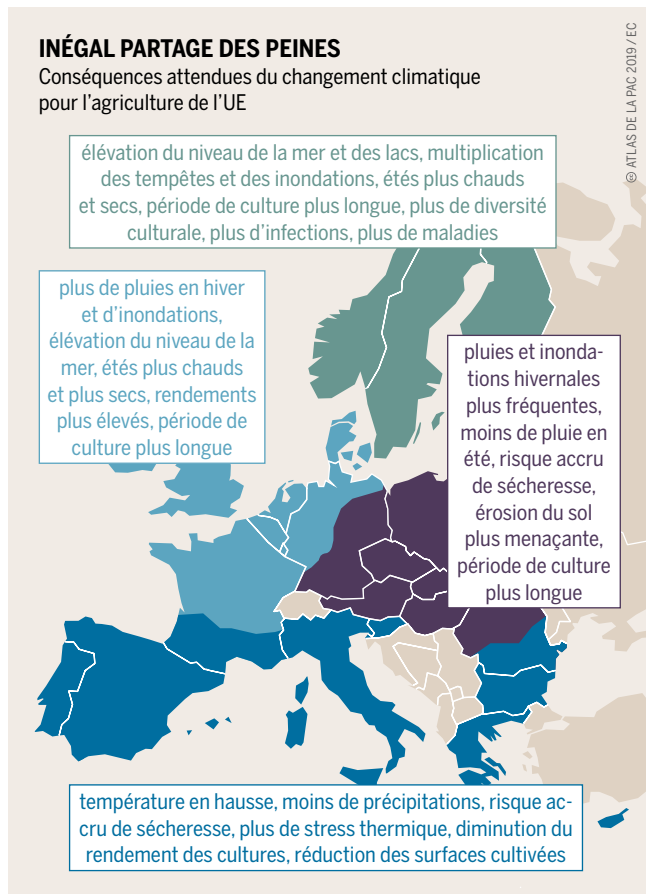 INÉGAL PARTAGE DES PEINES
Conséquences attendues du changement climatique
pour l'agriculture de l'UE
élévation du niveau de la mer et des lacs, multiplication
des tempêtes et des inondations, étés plus chauds
et secs, période de culture plus longue, plus de diversité
culturale, plus d'infections, plus de maladies
plus de pluies en hiver
et d'inondations,
élévation du niveau de la
mer, étés plus chauds
et plus secs, rendements
plus élevés, période de
culture plus longue
pluies et inonda-
tions hivernales
plus fréquentes,
moins de pluie en
été, risque accru
de sécheresse,
érosion du sol
plus menaçante,
période de culture
plus longue
température en hausse, moins de précipitations, risque ac-
cru de sécheresse, plus de stress thermique, diminution du
rendement des cultures, réduction des surfaces cultivées
ATLAS DE LA PAC 2019 / EC